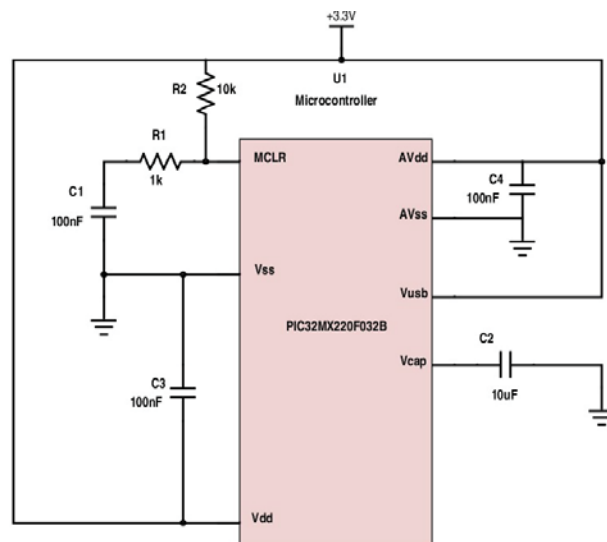 +3.3V
U1
Microcontroller
R2
10k
R1
1k
MCLR
AVdd
C1
100nF
C4
100nF
AVss
Vss
Vusb
PIC32MX220F032B
C2
Vcap
10uF
C3
100nF
Vdd